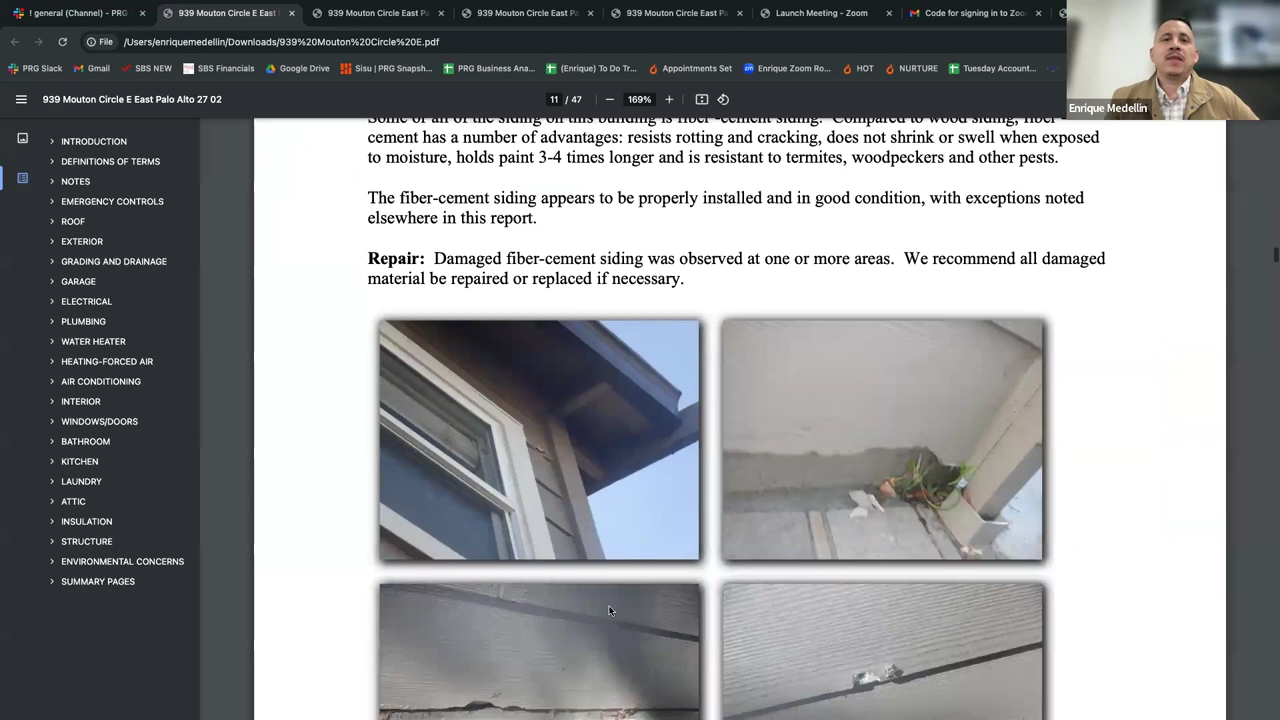 ! general (Channel) - PRG
939 Mouton Circle E East
939 Mouton Circle East Pa
939 Mouton Circle East Pa
939 Mouton Circle East Pa
Launch Meeting - Zoom
Code for signing in to Zoo
File
/Users/enriquemedellin/Downloads/939%20Mouton%20Circle%20E.pdf
PRG Slack
Gmail
SBS NEW
SBS Financials
Google Drive
Sisu | PRG Snapsh...
PRG Business Ana...
(Enrique) To Do Tr...
Appointments Set
Enrique Zoom Ro...
HOT
NURTURE
Tuesday Account...
Enrique Medellin
939 Mouton Circle E East Palo Alto 27 02
11 / 47
169%
INTRODUCTION
DEFINITIONS OF TERMS
NOTES
EMERGENCY CONTROLS
ROOF
EXTERIOR
GRADING AND DRAINAGE
GARAGE
ELECTRICAL
PLUMBING
WATER HEATER
HEATING-FORCED AIR
AIR CONDITIONING
INTERIOR
WINDOWS/DOORS
BATHROOM
KITCHEN
LAUNDRY
ATTIC
INSULATION
STRUCTURE
ENVIRONMENTAL CONCERNS
SUMMARY PAGES
cement has a number of advantages: resists rotting and cracking, does not shrink or swell when exposed
to moisture, holds paint 3-4 times longer and is resistant to termites, woodpeckers and other pests.
The fiber-cement siding appears to be properly installed and in good condition, with exceptions noted
elsewhere in this report.
Repair: Damaged fiber-cement siding was observed at one or more areas. We recommend all damaged
material be repaired or replaced if necessary.